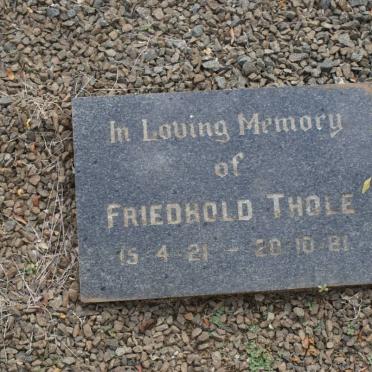 In Loving Memory
of
FRIEDHOLD THOLE
15·4·21 – 20·10·81